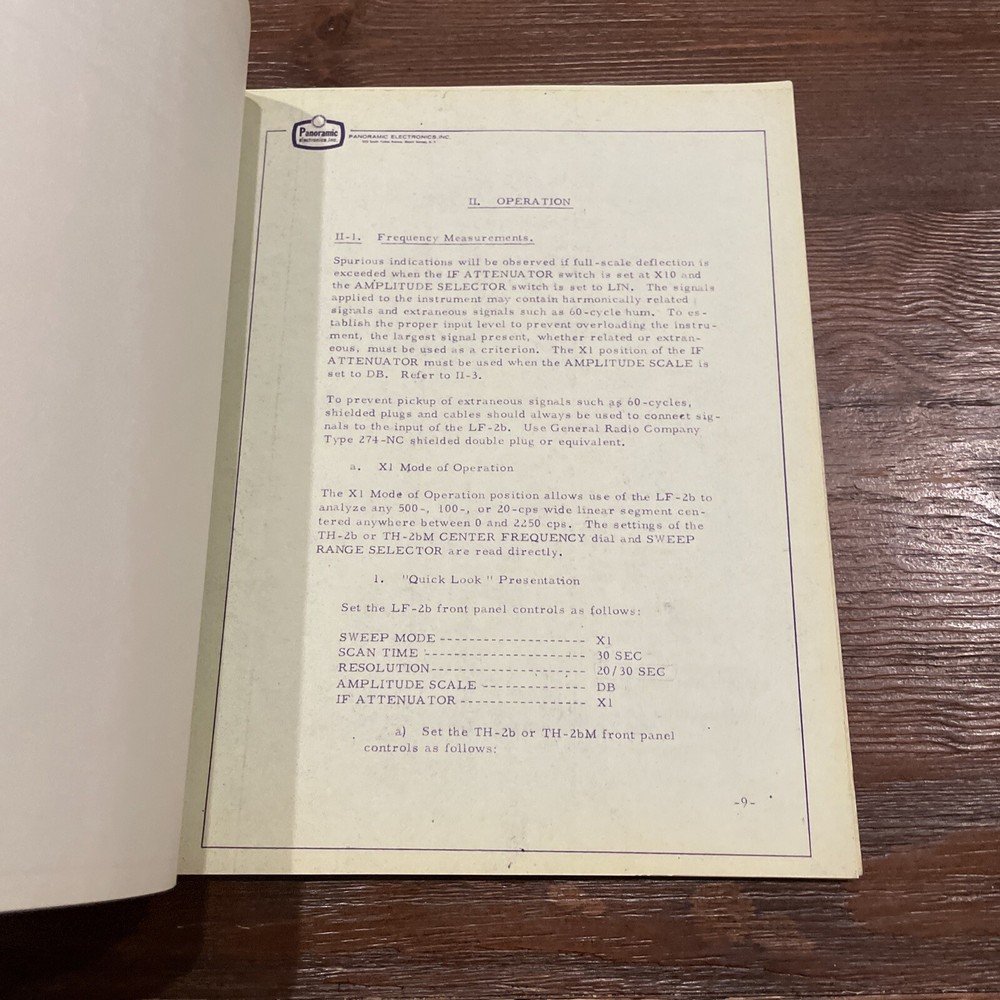 Panoramic
electronics, inc.
PANORAMIC ELECTRONICS, INC.
II. OPERATION
II-1. Frequency Measurements.
Spurious indications will be observed if full-scale deflection is
exceeded when the IF ATTENUATOR switch is set at X10 and
the AMPLITUDE SELECTOR switch is set to LIN. The signals
applied to the instrument may contain harmonically related
signals and extraneous signals such as 60-cycle hum. To es-
tablish the proper input level to prevent overloading the instru-
ment, the largest signal present, whether related or extran-
eous, must be used as a criterion. The X1 position of the IF
ATTENUATOR must be used when the AMPLITUDE SCALE is
set to DB. Refer to II-3.
To prevent pickup of extraneous signals such as 60-cycles,
shielded plugs and cables should always be used to connect sig-
nals to the input of the LF-2b. Use General Radio Company
Type 274-NC shielded double plug or equivalent.
a. X1 Mode of Operation
The X1 Mode of Operation position allows use of the LF-2b to
analyze any 500-, 100-, or 20-cps wide linear segment cen-
tered anywhere between 0 and 2250 cps. The settings of the
TH-2b or TH-2bM CENTER FREQUENCY dial and SWEEP
RANGE SELECTOR are read directly.
1. "Quick Look" Presentation
Set the LF-2b front panel controls as follows:
SWEEP MODE ------------------- X1
SCAN TIME --------------------- 30 SEC
RESOLUTION-------------------- 20/30 SEC
AMPLITUDE SCALE -------------- DB
IF ATTENUATOR ---------------- X1
a) Set the TH-2b or TH-2bM front panel
controls as follows:
-9-